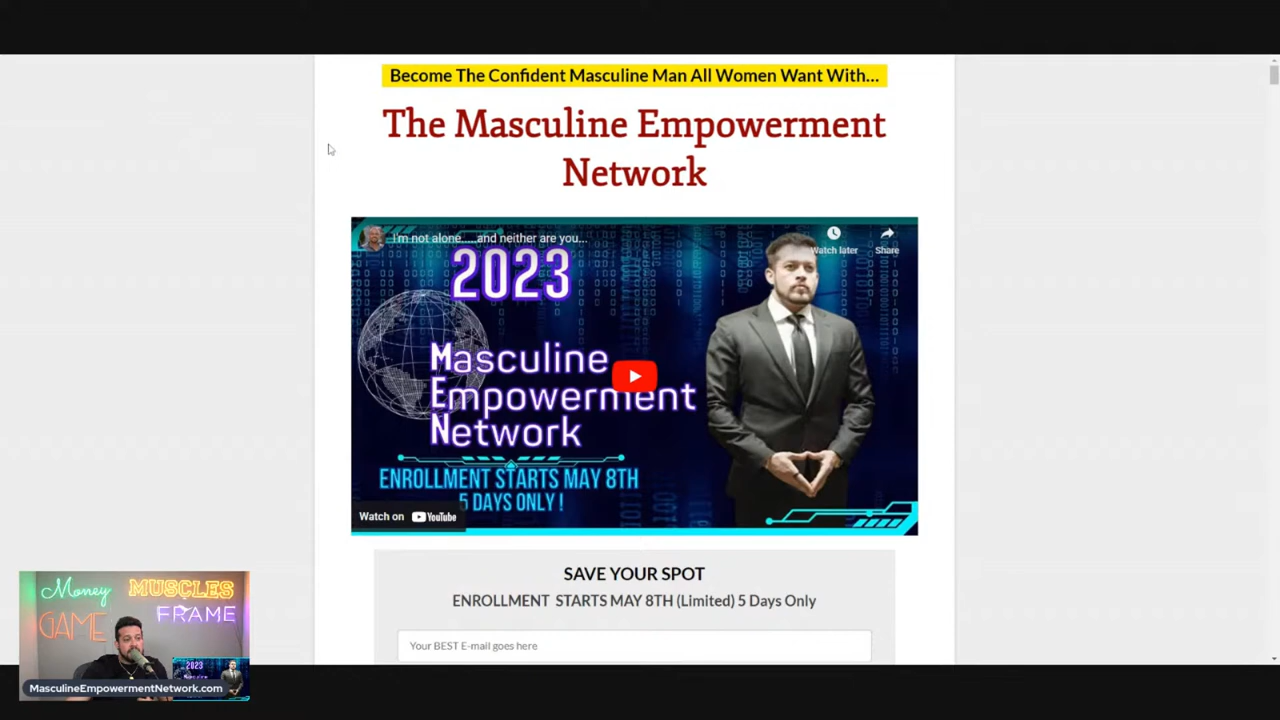 Become The Confident Masculine Man All Women Want With...
The Masculine Empowerment
Network
I'm not alone.....and neither are you...
Watch later
Share
2023
Masculine
Empowerment
Network
ENROLLMENT STARTS MAY 8TH
5 DAYS ONLY !
Watch on YouTube
SAVE YOUR SPOT
ENROLLMENT STARTS MAY 8TH (Limited) 5 Days Only
Your BEST E-mail goes here
Money
MUSCLES
GAME
FRAME
2023
MasculineEmpowermentNetwork.com